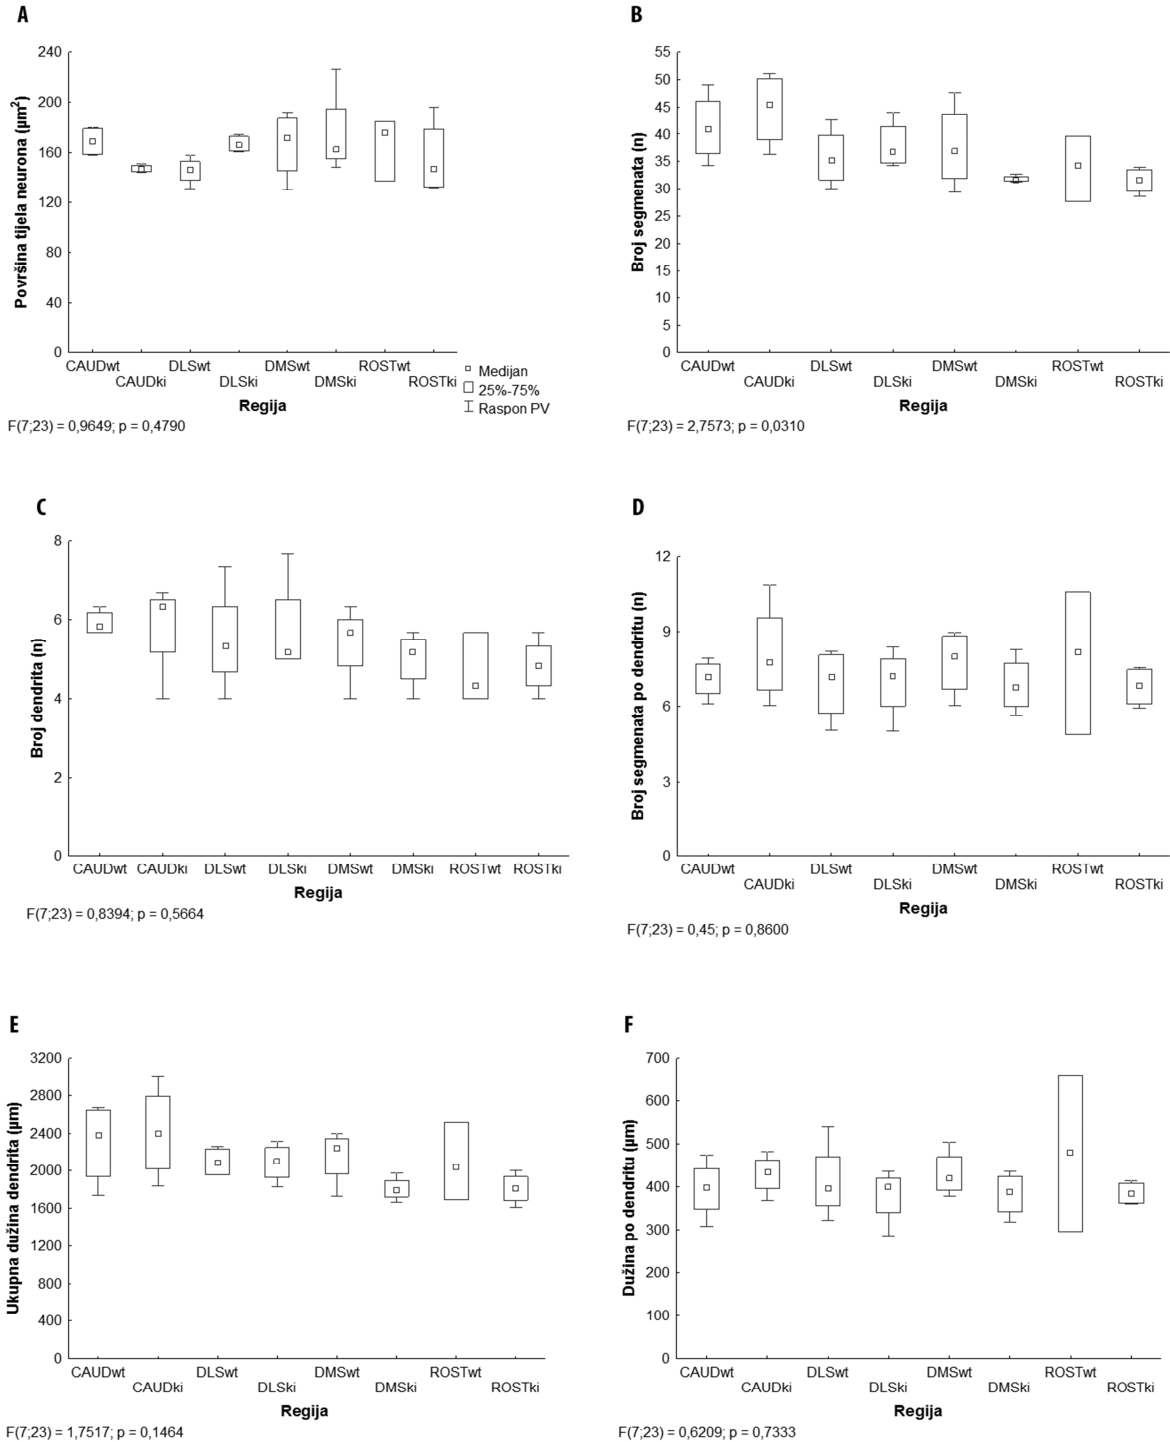 A
Površina tijela neurona (µm²)
240
200
160
120
80
40
0
CAUDwt
CAUDki
DLSwt
DLSki
DMSwt
DMSki
ROSTwt
ROSTki
Regija
Medijan
25%-75%
Raspon PV
F(7;23) = 0,9649; p = 0,4790
B
Broj segmenata (n)
55
50
45
40
35
30
25
20
15
10
5
0
CAUDwt
CAUDki
DLSwt
DLSki
DMSwt
DMSki
ROSTwt
ROSTki
Regija
F(7;23) = 2,7573; p = 0,0310
C
Broj dendrita (n)
8
6
4
2
0
CAUDwt
CAUDki
DLSwt
DLSki
DMSwt
DMSki
ROSTwt
ROSTki
Regija
F(7;23) = 0,8394; p = 0,5664
D
Broj segmenata po dendritu (n)
12
9
6
3
0
CAUDwt
CAUDki
DLSwt
DLSki
DMSwt
DMSki
ROSTwt
ROSTki
Regija
F(7;23) = 0,45; p = 0,8600
E
Ukupna dužina dendrita (µm)
3200
2800
2400
2000
1600
1200
800
400
0
CAUDwt
CAUDki
DLSwt
DLSki
DMSwt
DMSki
ROSTwt
ROSTki
Regija
F(7;23) = 1,7517; p = 0,1464
F
Dužina po dendritu (µm)
700
600
500
400
300
200
100
0
CAUDwt
CAUDki
DLSwt
DLSki
DMSwt
DMSki
ROSTwt
ROSTki
Regija
F(7;23) = 0,6209; p = 0,7333